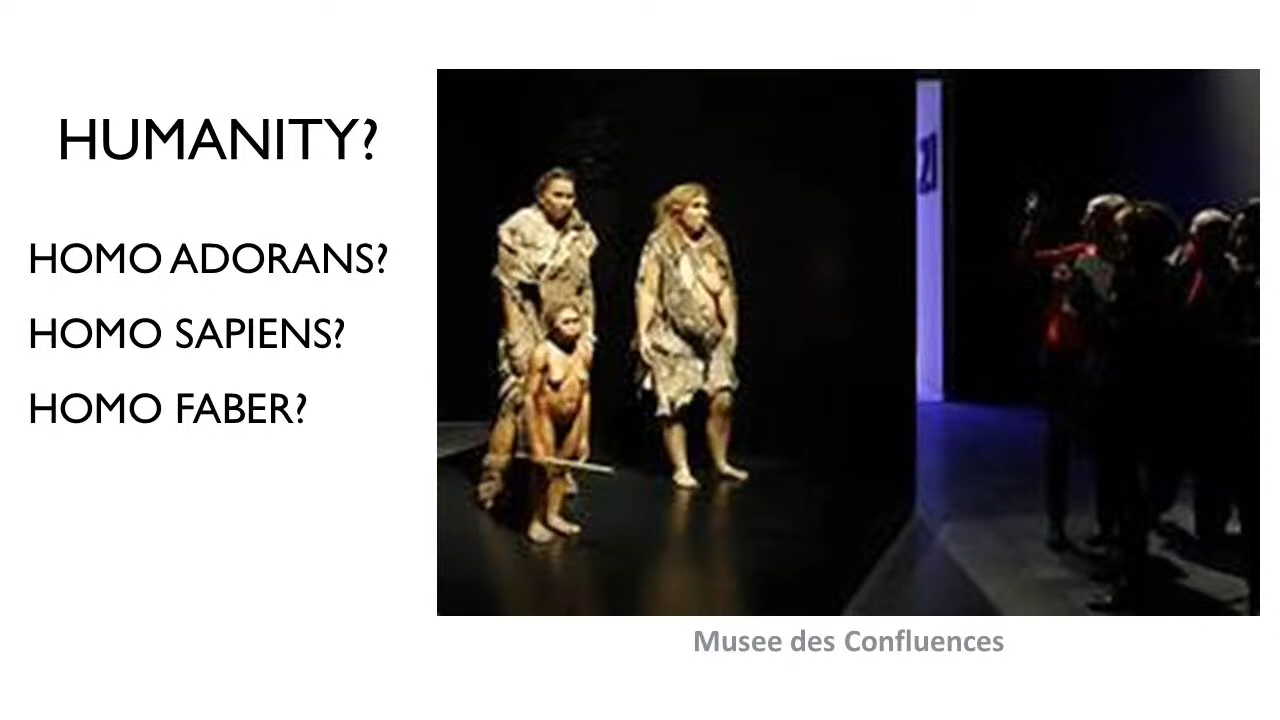 HUMANITY?
HOMO ADORANS?
HOMO SAPIENS?
HOMO FABER?
21
Musee des Confluences